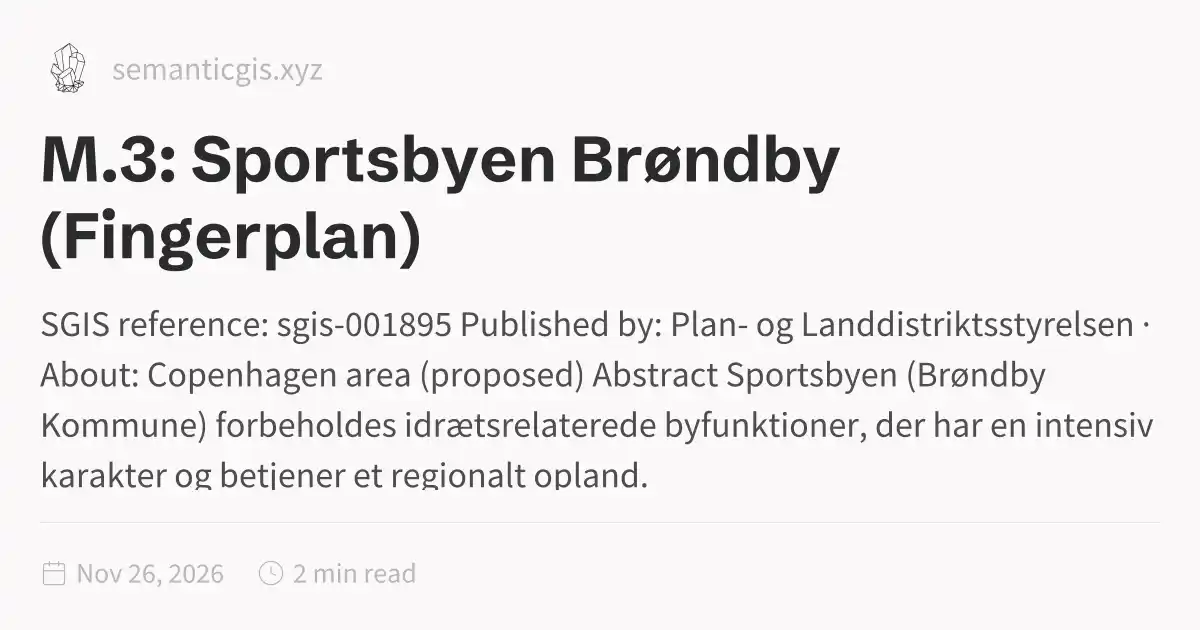 semanticgis.xyz
M.3: Sportsbyen Brøndby
(Fingerplan)
SGIS reference: sgis-001895 Published by: Plan- og Landdistriktsstyrelsen ·
About: Copenhagen area (proposed) Abstract Sportsbyen (Brøndby
Kommune) forbeholdes idrætsrelaterede byfunktioner, der har en intensiv
karakter og betjener et regionalt opland.
Nov 26, 2026 2 min read